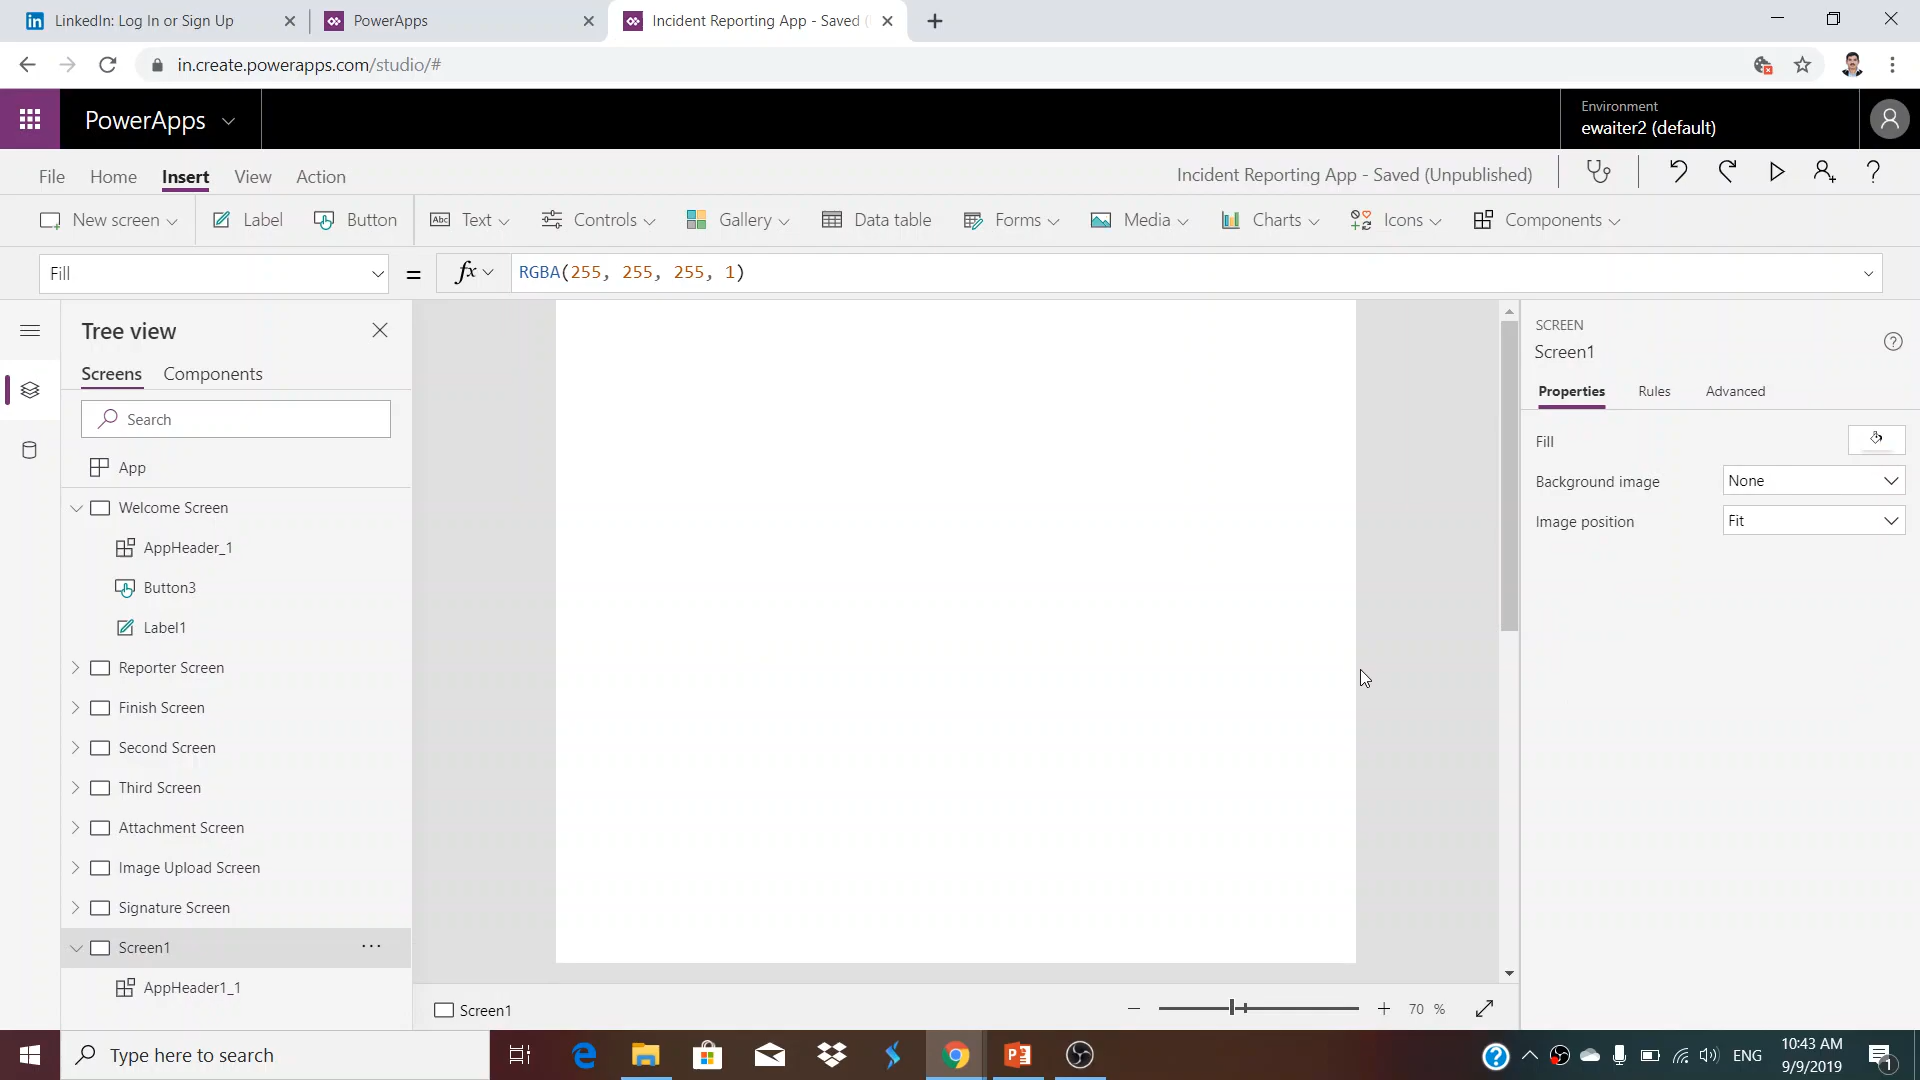 LinkedIn: Log In or Sign Up
PowerApps
Incident Reporting App - Saved (
in.create.powerapps.com/studio/#
PowerApps
Environment
ewaiter2 (default)
File
Home
Insert
View
Action
Incident Reporting App - Saved (Unpublished)
New screen
Label
Button
Abc
Text
Controls
Gallery
Data table
Forms
Media
Charts
Icons
Components
Fill
=
fx
RGBA(255, 255, 255, 1)
Tree view
Screens
Components
Search
App
Welcome Screen
AppHeader_1
Button3
Label1
Reporter Screen
Finish Screen
Second Screen
Third Screen
Attachment Screen
Image Upload Screen
Signature Screen
Screen1
AppHeader1_1
SCREEN
Screen1
Properties
Rules
Advanced
Fill
Background image
None
Image position
Fit
Screen1
70 %
Type here to search
ENG
10:43 AM
9/9/2019
1